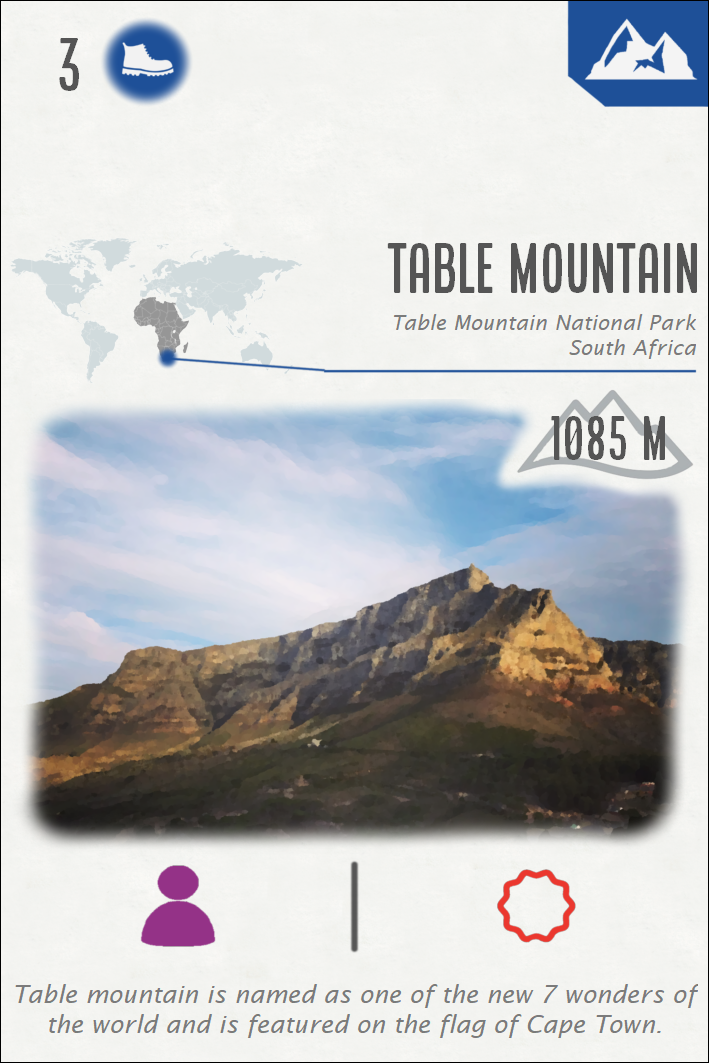 3
TABLE MOUNTAIN
Table Mountain National Park
South Africa
1085 M
Table mountain is named as one of the new 7 wonders of
the world and is featured on the flag of Cape Town.